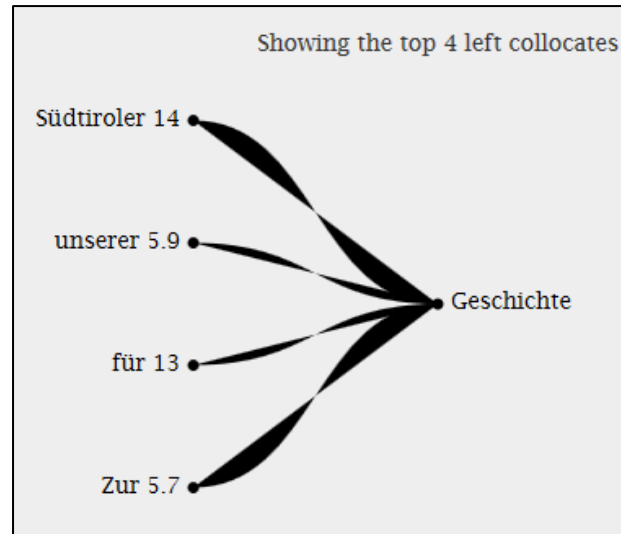 Showing the top 4 left collocates
Südtiroler 14
unserer 5.9
Geschichte
für 13
Zur 5.7